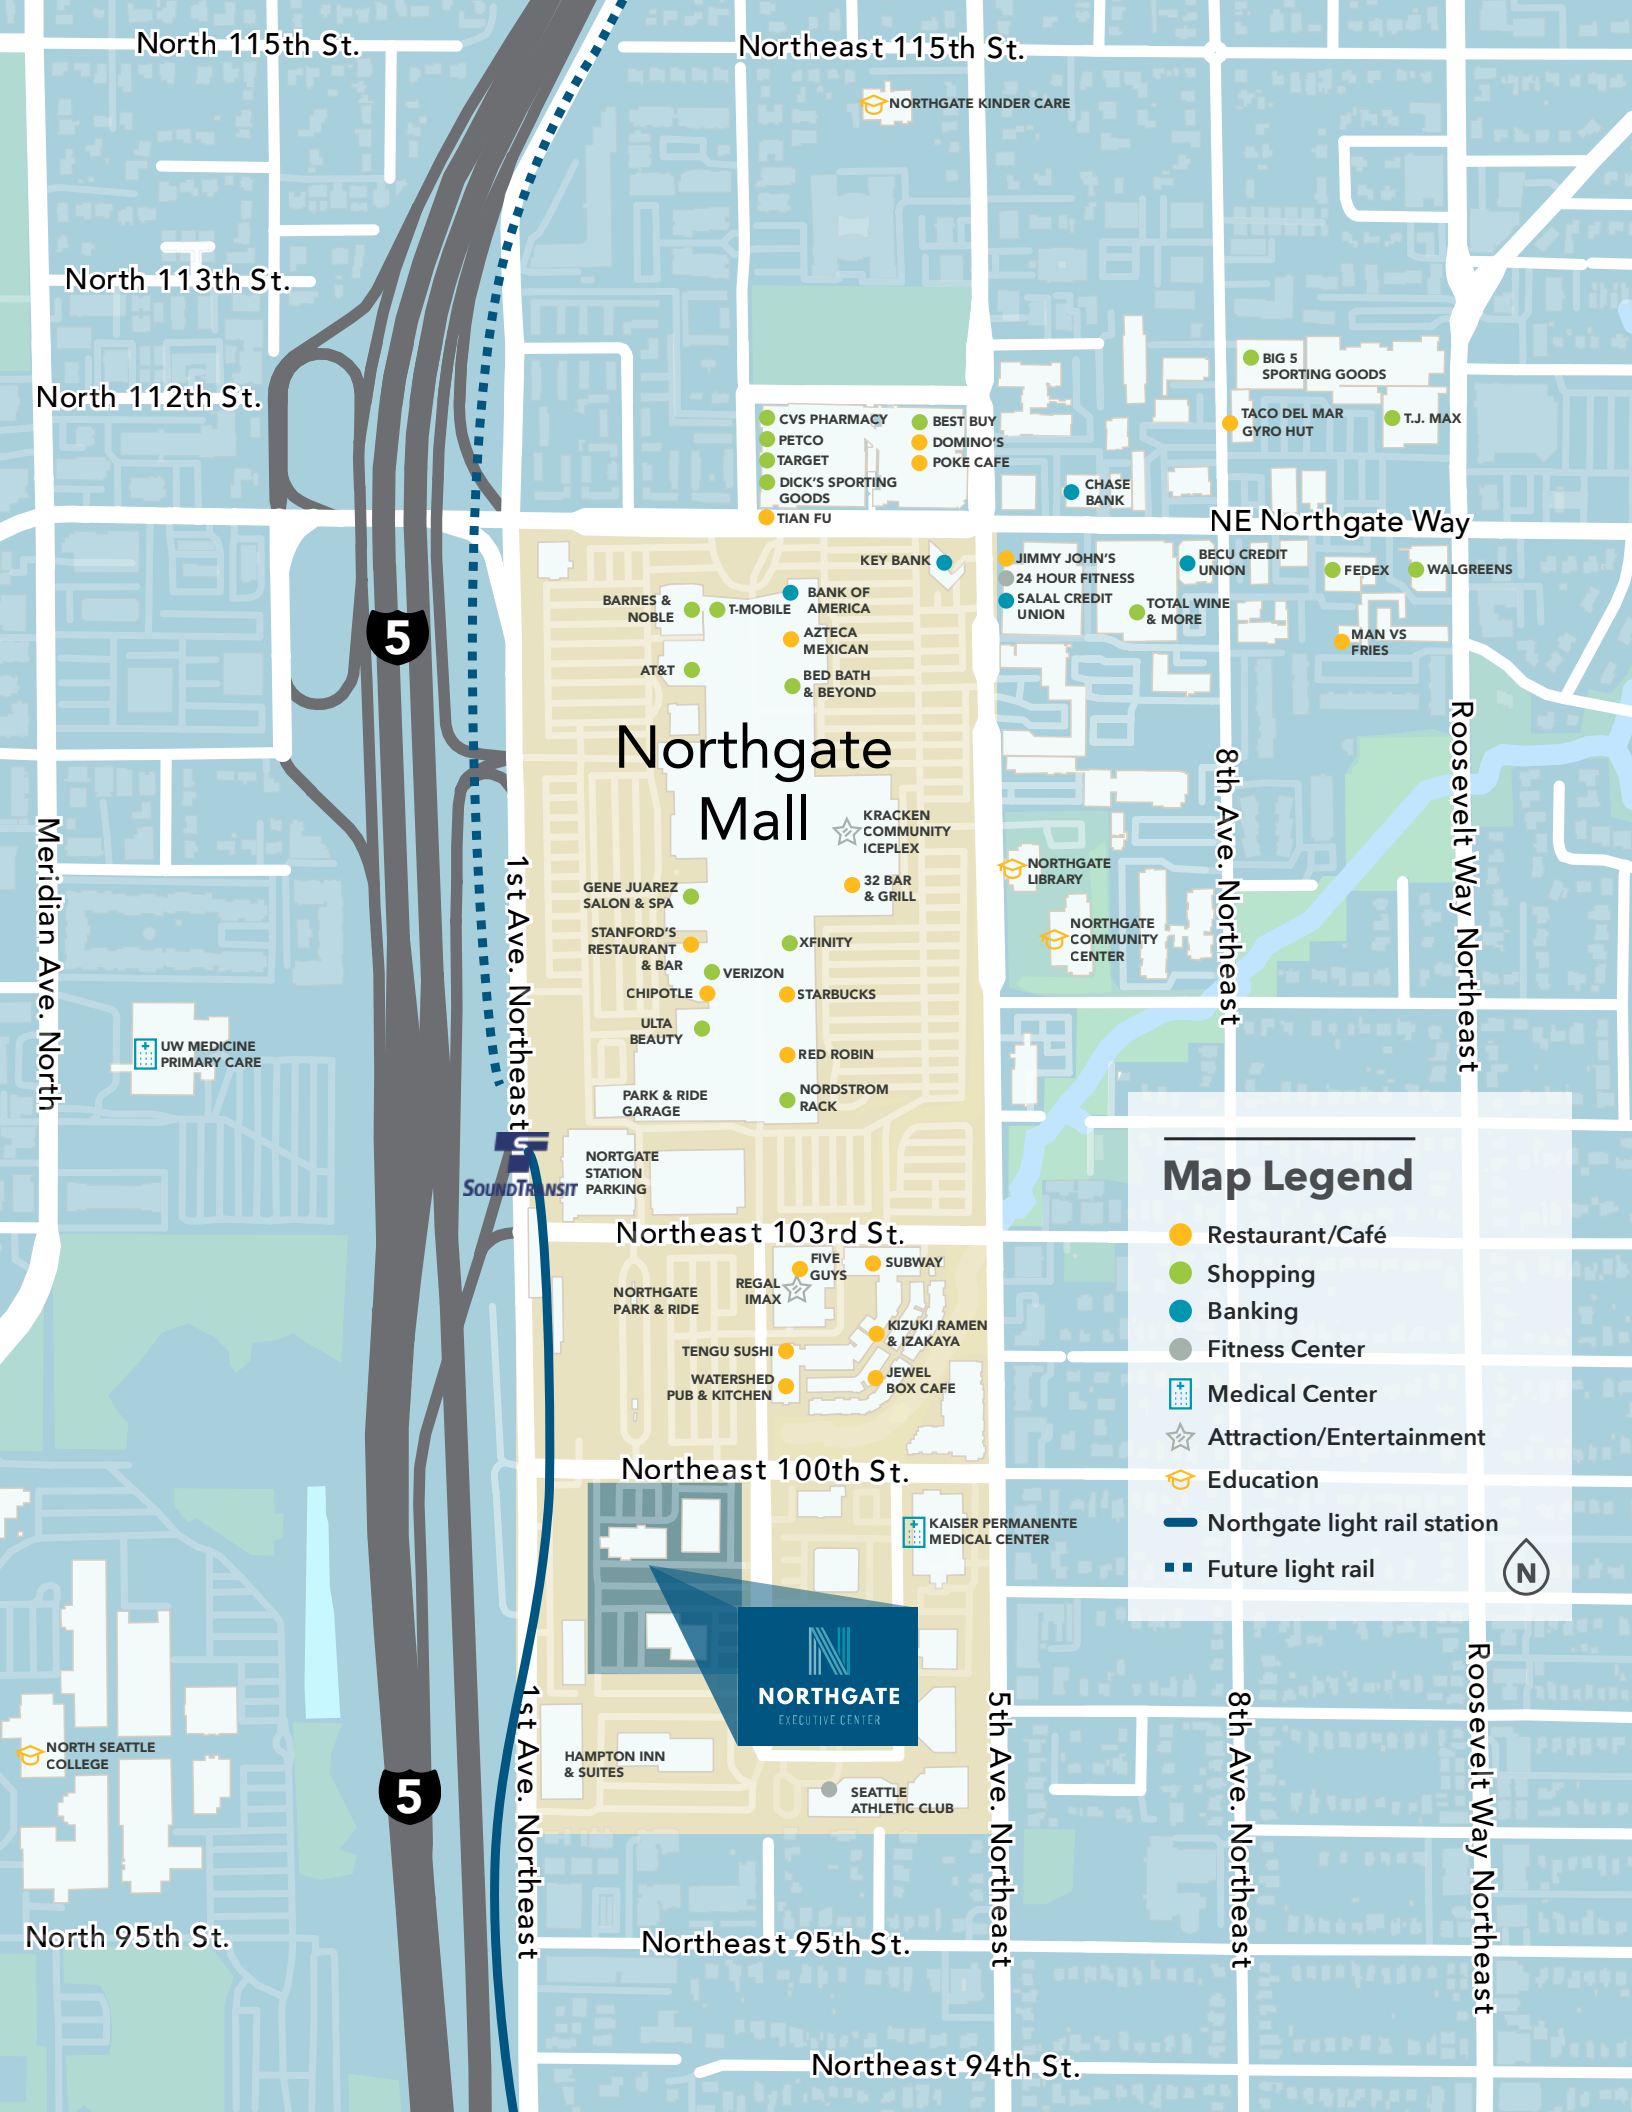 North 115th St.
Northeast 115th St.
NORTHGATE KINDER CARE
North 113th St.
North 112th St.
BIG 5
SPORTING GOODS
TACO DEL MAR
GYRO HUT
T.J. MAX
CVS PHARMACY
PETCO
TARGET
DICK'S SPORTING
GOODS
TIAN FU
BEST BUY
DOMINO'S
POKE CAFE
CHASE
BANK
NE Northgate Way
KEY BANK
JIMMY JOHN'S
24 HOUR FITNESS
SALAL CREDIT
UNION
BECU CREDIT
UNION
TOTAL WINE
& MORE
FEDEX
WALGREENS
MAN VS
FRIES
BARNES &
NOBLE
T-MOBILE
BANK OF
AMERICA
AZTECA
MEXICAN
AT&T
BED BATH
& BEYOND
5
Northgate
Mall
KRACKEN
COMMUNITY
ICEPLEX
32 BAR
& GRILL
GENE JUAREZ
SALON & SPA
STANFORD'S
RESTAURANT
& BAR
XFINITY
VERIZON
CHIPOTLE
STARBUCKS
ULTA
BEAUTY
RED ROBIN
NORDSTROM
RACK
PARK & RIDE
GARAGE
NORTHGATE
LIBRARY
NORTHGATE
COMMUNITY
CENTER
Meridian Ave. North
1st Ave. Northeast
8th Ave. Northeast
Roosevelt Way Northeast
UW MEDICINE
PRIMARY CARE
S
SOUNDTRANSIT
NORTGATE
STATION
PARKING
Northeast 103rd St.
NORTHGATE
PARK & RIDE
FIVE
GUYS
REGAL
IMAX
SUBWAY
KIZUKI RAMEN
& IZAKAYA
TENGU SUSHI
WATERSHED
PUB & KITCHEN
JEWEL
BOX CAFE
Northeast 100th St.
KAISER PERMANENTE
MEDICAL CENTER
Map Legend
Restaurant/Café
Shopping
Banking
Fitness Center
Medical Center
Attraction/Entertainment
Education
Northgate light rail station
Future light rail
N
N
NORTHGATE
EXECUTIVE CENTER
HAMPTON INN
& SUITES
SEATTLE
ATHLETIC CLUB
NORTH SEATTLE
COLLEGE
5
1st Ave. Northeast
5th Ave. Northeast
8th Ave. Northeast
Roosevelt Way Northeast
North 95th St.
Northeast 95th St.
Northeast 94th St.